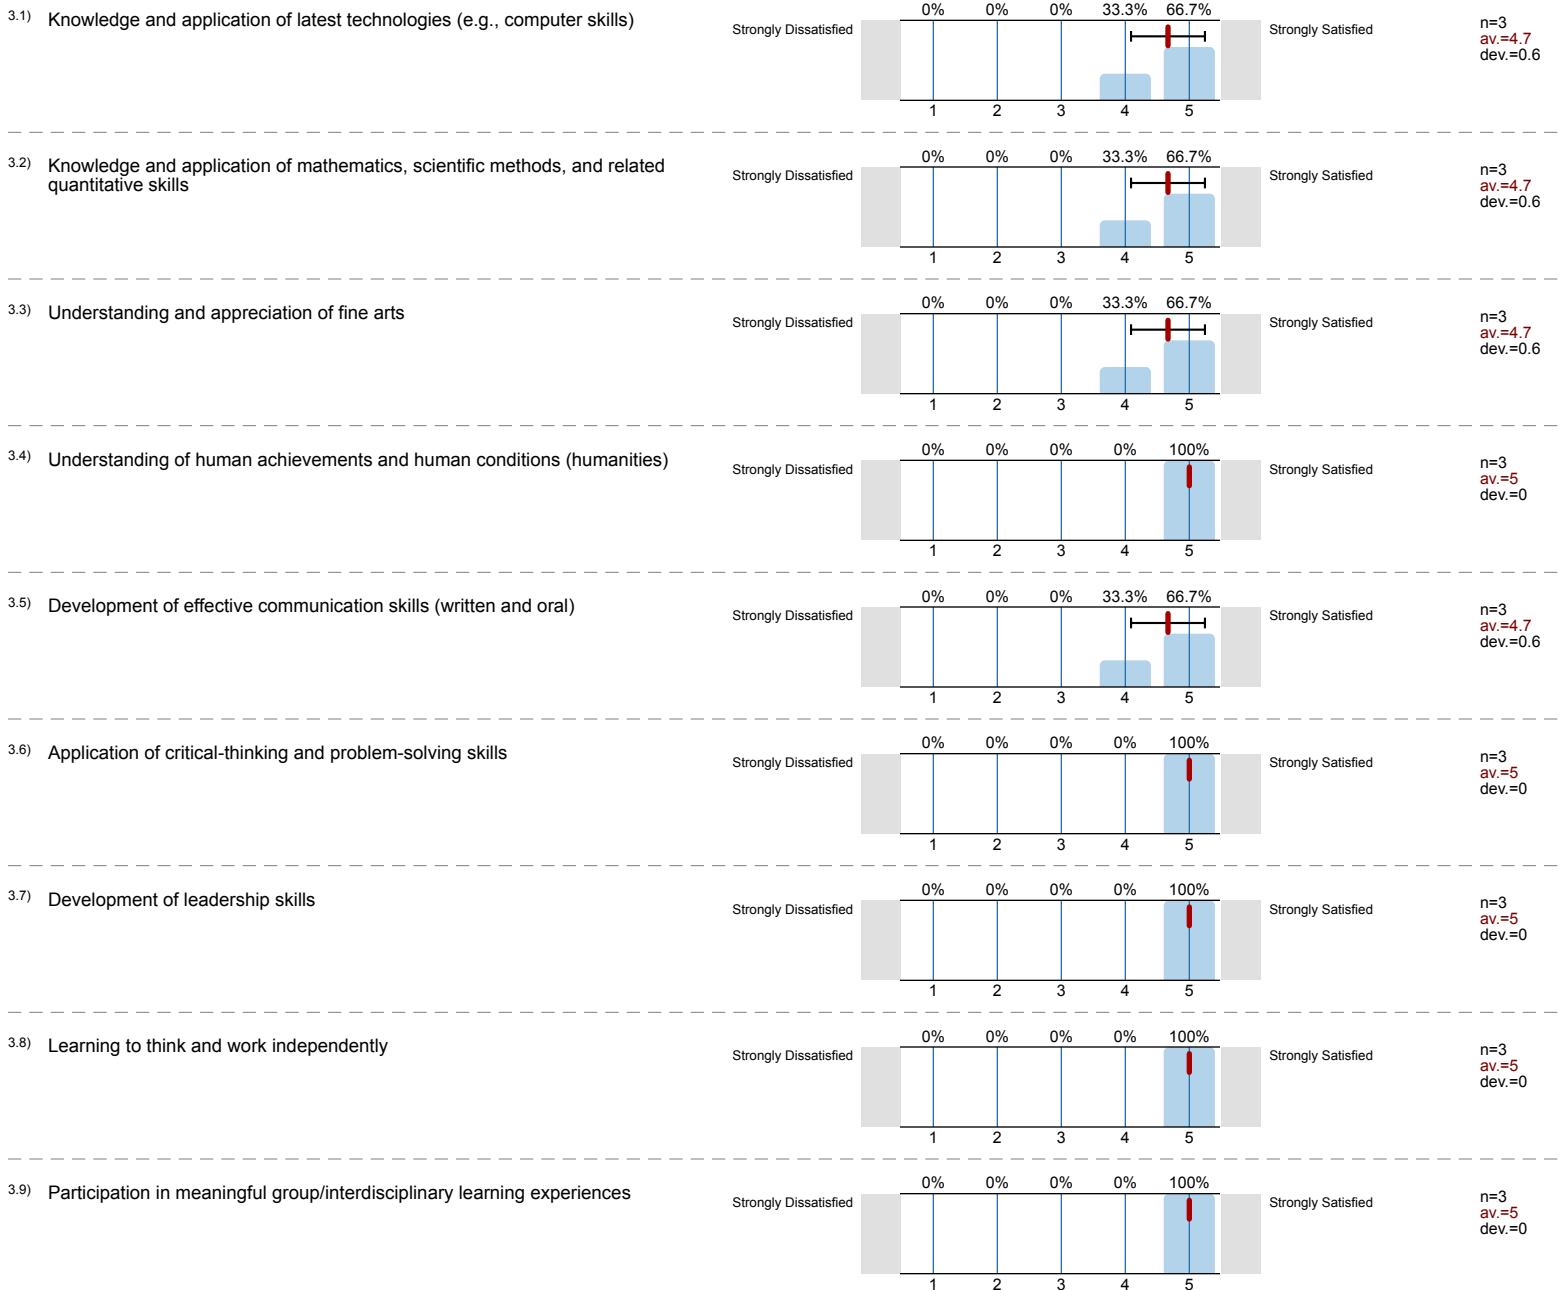 3.1) Knowledge and application of latest technologies (e.g., computer skills)
Strongly Dissatisfied
0% 0% 0% 33.3% 66.7%
1 2 3 4 5
Strongly Satisfied
n=3
av.=4.7
dev.=0.6
3.2) Knowledge and application of mathematics, scientific methods, and related
quantitative skills
Strongly Dissatisfied
0% 0% 0% 33.3% 66.7%
1 2 3 4 5
Strongly Satisfied
n=3
av.=4.7
dev.=0.6
3.3) Understanding and appreciation of fine arts
Strongly Dissatisfied
0% 0% 0% 33.3% 66.7%
1 2 3 4 5
Strongly Satisfied
n=3
av.=4.7
dev.=0.6
3.4) Understanding of human achievements and human conditions (humanities)
Strongly Dissatisfied
0% 0% 0% 0% 100%
1 2 3 4 5
Strongly Satisfied
n=3
av.=5
dev.=0
3.5) Development of effective communication skills (written and oral)
Strongly Dissatisfied
0% 0% 0% 33.3% 66.7%
1 2 3 4 5
Strongly Satisfied
n=3
av.=4.7
dev.=0.6
3.6) Application of critical-thinking and problem-solving skills
Strongly Dissatisfied
0% 0% 0% 0% 100%
1 2 3 4 5
Strongly Satisfied
n=3
av.=5
dev.=0
3.7) Development of leadership skills
Strongly Dissatisfied
0% 0% 0% 0% 100%
1 2 3 4 5
Strongly Satisfied
n=3
av.=5
dev.=0
3.8) Learning to think and work independently
Strongly Dissatisfied
0% 0% 0% 0% 100%
1 2 3 4 5
Strongly Satisfied
n=3
av.=5
dev.=0
3.9) Participation in meaningful group/interdisciplinary learning experiences
Strongly Dissatisfied
0% 0% 0% 0% 100%
1 2 3 4 5
Strongly Satisfied
n=3
av.=5
dev.=0